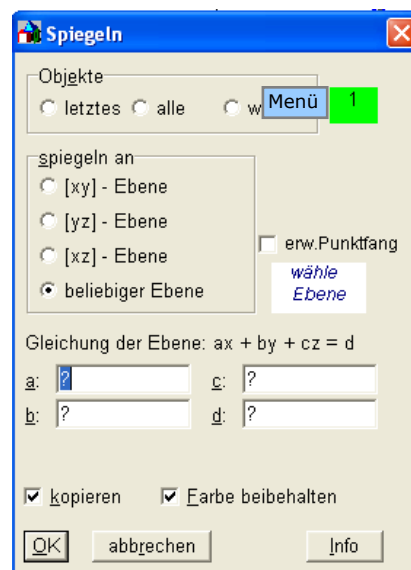 Spiegeln
Objekte
letztes alle w
Menü 1
spiegeln an
[xy] - Ebene
[yz] - Ebene
[xz] - Ebene
beliebiger Ebene
erw.Punktfang
wähle
Ebene
Gleichung der Ebene: ax + by + cz = d
a: ? c: ?
b: ? d: ?
kopieren Farbe beibehalten
OK abbrechen Info